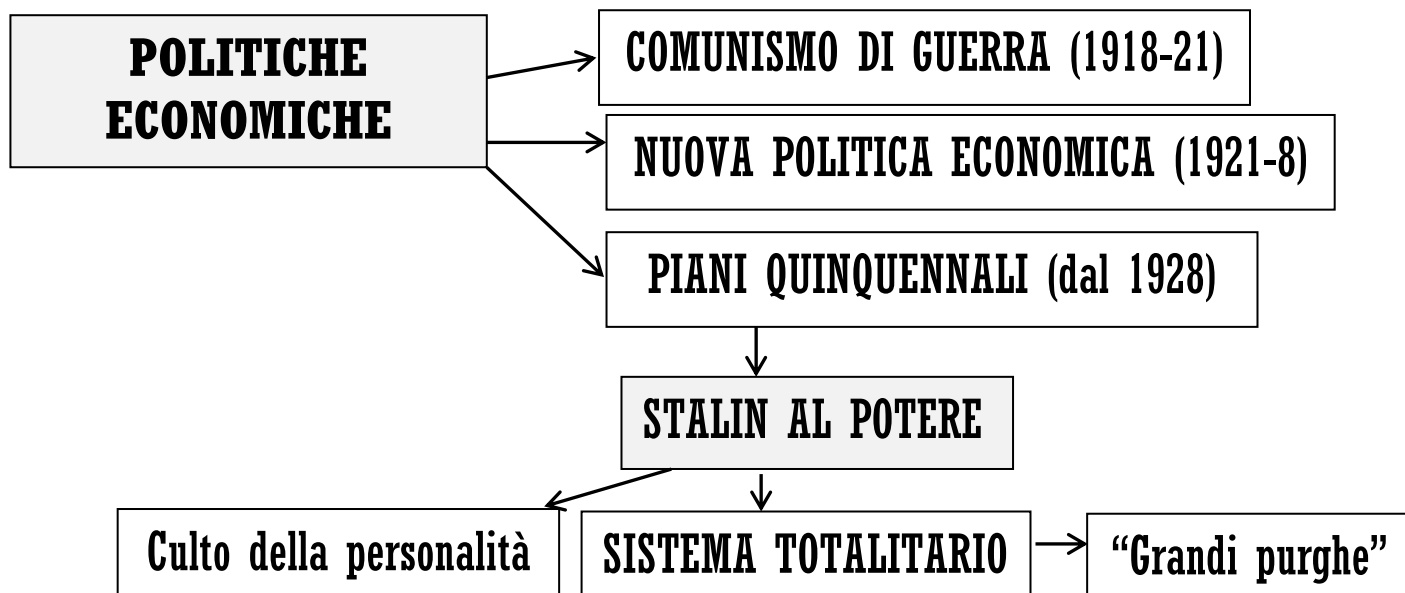 POLITICHE
ECONOMICHE
COMUNISMO DI GUERRA (1918-21)
NUOVA POLITICA ECONOMICA (1921-8)
PIANI QUINQUENNALI (dal 1928)
STALIN AL POTERE
Culto della personalità
SISTEMA TOTALITARIO
“Grandi purghe”